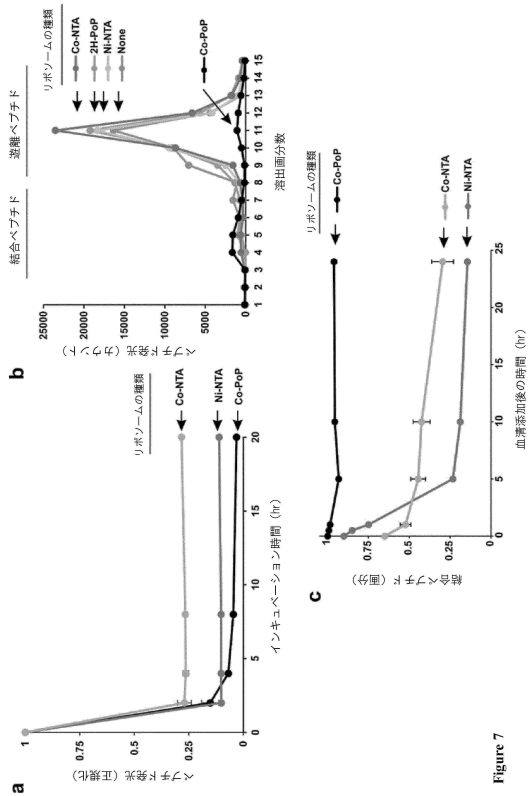 a
ペプチド発光 (正規化)
1
0.75
0.5
0.25
0
0
5
10
15
20
インキュベーション時間 (hr)
リポソームの種類
Co-NTA
Ni-NTA
Co-PoP
b
ペプチド発光 (カウント)
250000
200000
150000
100000
50000
0
1 2 3 4 5 6 7 8 9 10 11 12 13 14 15
溶出画分数
結合ペプチド
遊離ペプチド
リポソームの種類
Co-NTA
2H-PoP
Ni-NTA
None
Co-PoP
c
結合ペプチド (画分)
1
0.75
0.5
0.25
0
0
5
10
15
20
25
血清添加後の時間 (hr)
リポソームの種類
Co-PoP
Co-NTA
Ni-NTA
Figure 7